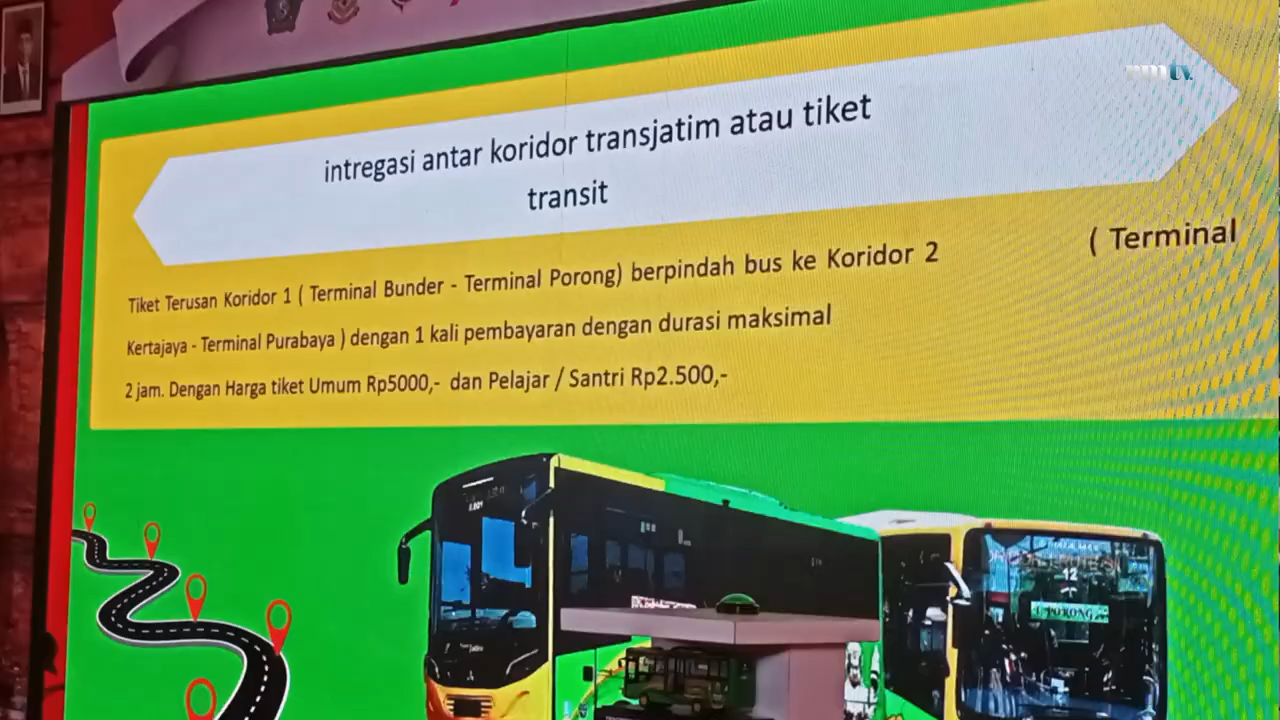 intregasi antar koridor transjatim atau tiket
transit
Tiket Terusan Koridor 1 ( Terminal Bunder - Terminal Porong) berpindah bus ke Koridor 2 ( Terminal
Kertajaya - Terminal Purabaya ) dengan 1 kali pembayaran dengan durasi maksimal
2 jam. Dengan Harga tiket Umum Rp5000,- dan Pelajar / Santri Rp2.500,-
12
PORONG